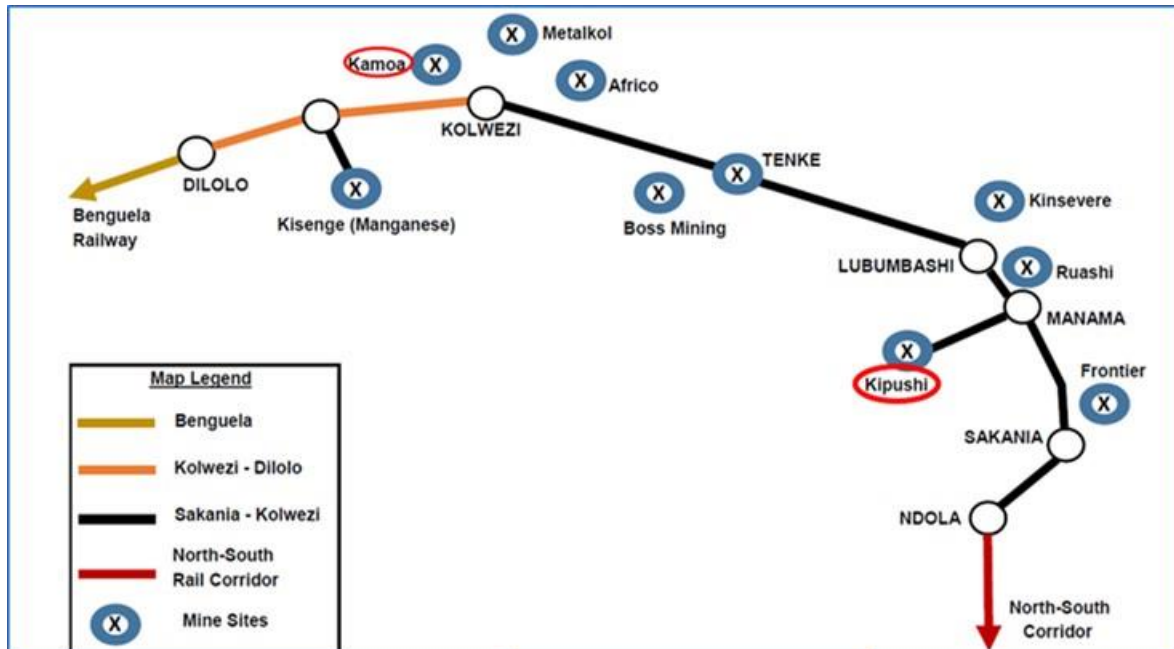 Metalkol
Kamoa
X
X
X
Africo
KOLWEZI
TENKE
X
DILOLO
X
X
X
Kinsevere
Benguela
Railway
Kisenge (Manganese)
Boss Mining
LUBUMBASHI
X
Ruashi
MANAMA
X
Kipushi
Frontier
X
SAKANIA
NDOLA
North-South
Corridor
Map Legend
Benguela
Kolwezi - Dilolo
Sakania - Kolwezi
North-South
Rail Corridor
X
Mine Sites